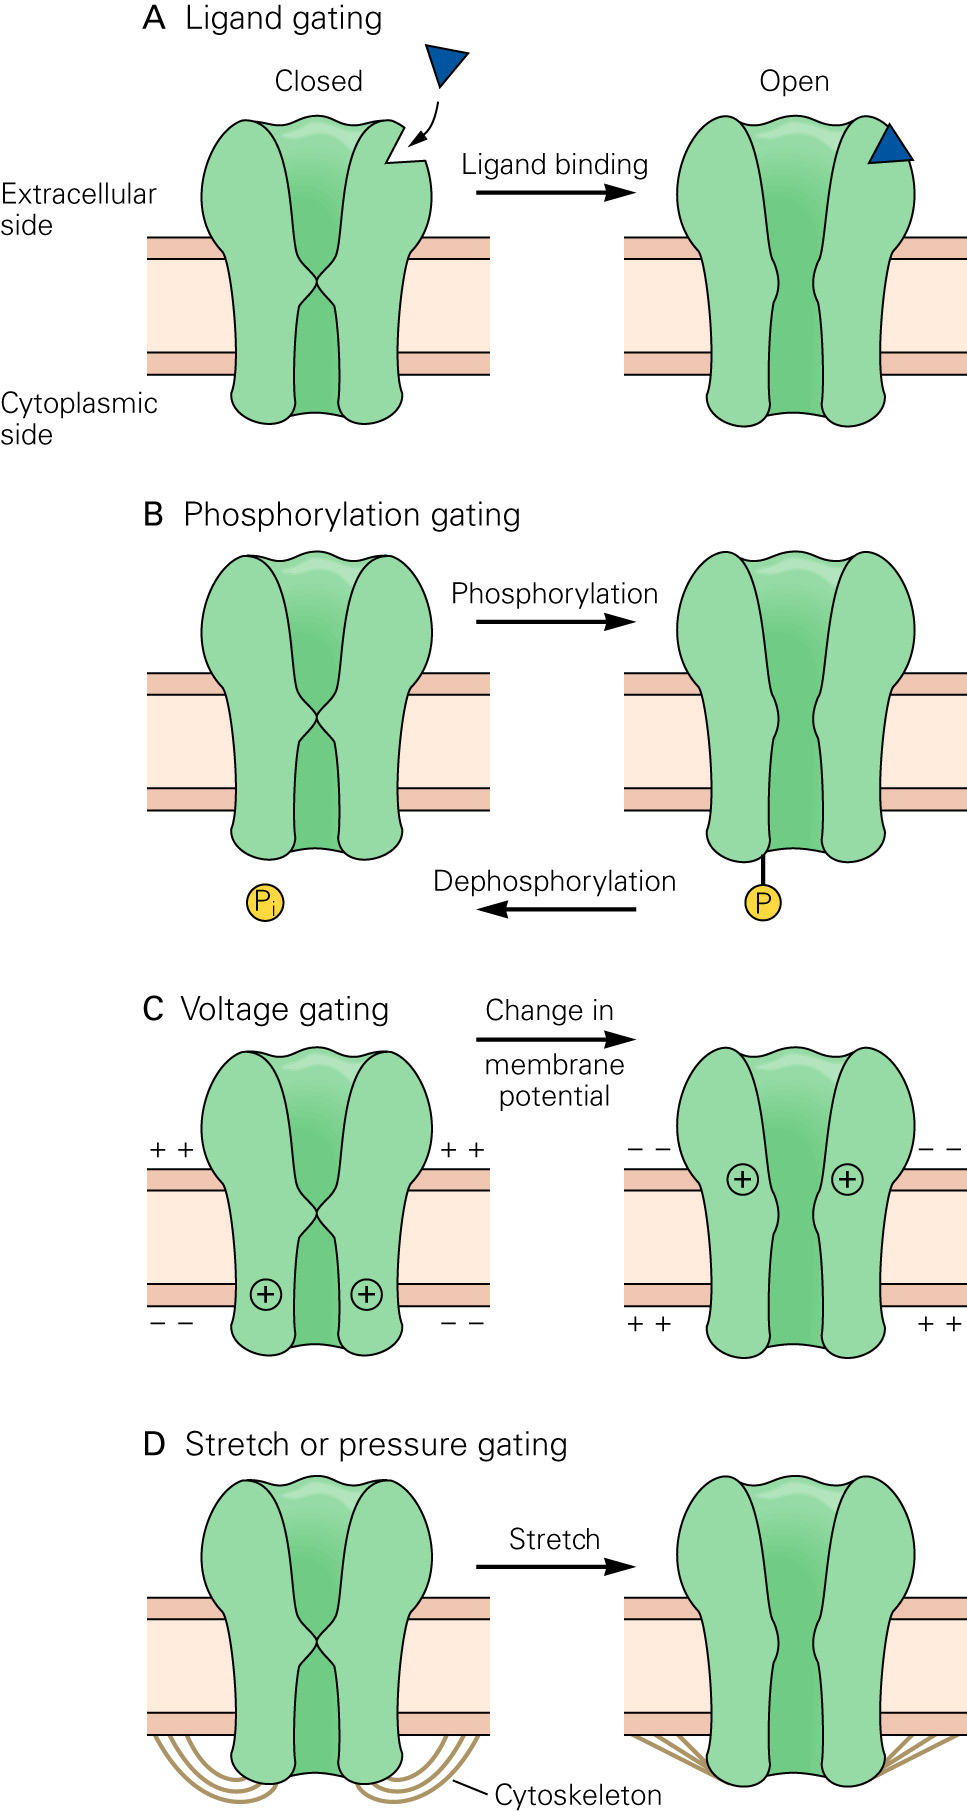 A Ligand gating
Closed
Open
Ligand binding
Extracellular
side
Cytoplasmic
side
B Phosphorylation gating
Phosphorylation
Dephosphorylation
Pi
P
C Voltage gating
Change in
membrane
potential
+ + + +
− − − −
+ +
+ +
− − − −
+ + + +
D Stretch or pressure gating
Stretch
Cytoskeleton